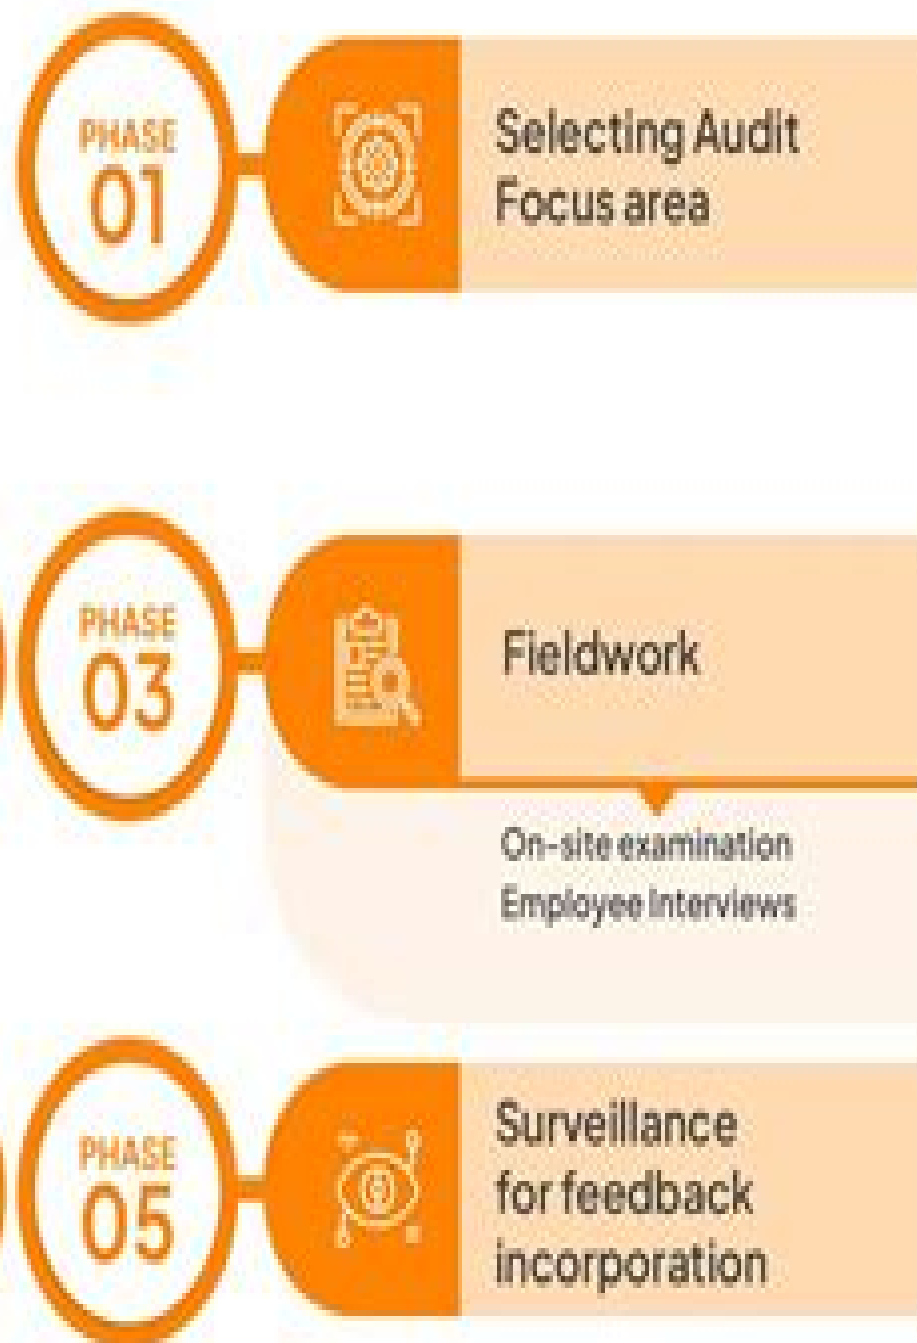 PHASE
01
Selecting Audit
Focus area
PHASE
03
Fieldwork
On-site examination
Employee Interviews
PHASE
05
Surveillance
for feedback
incorporation